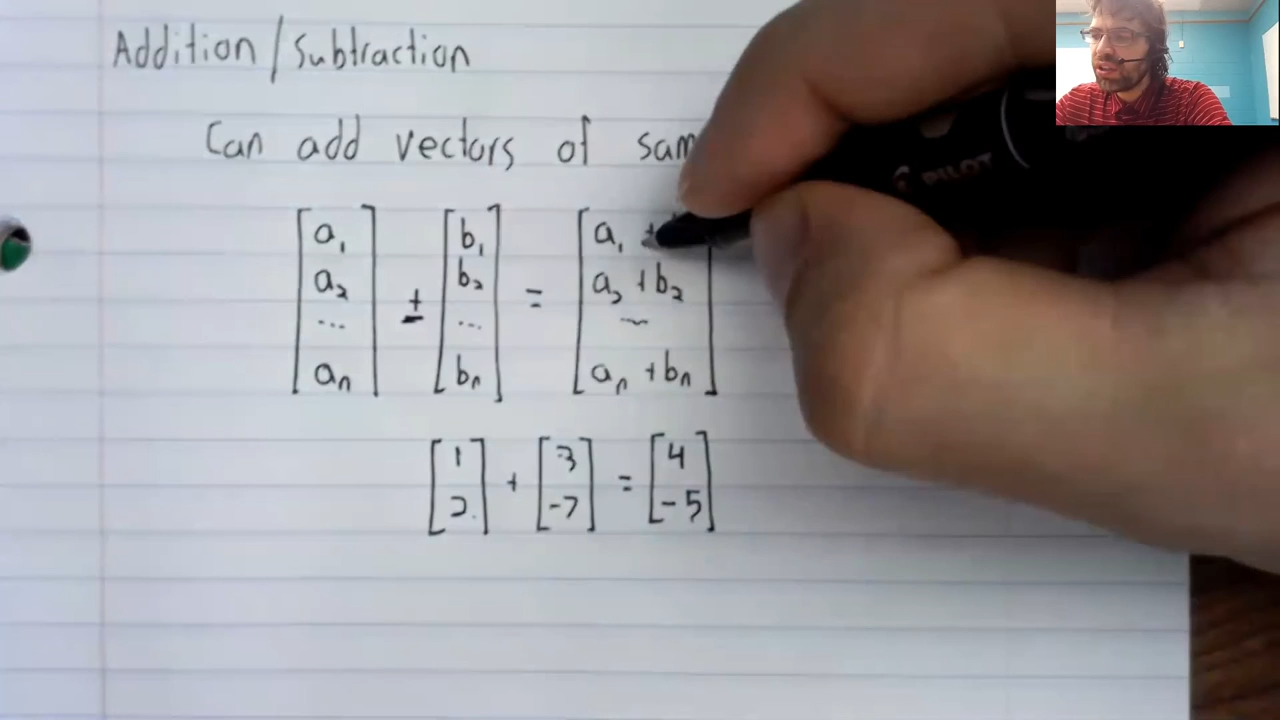 Addition/Subtraction
Can add vectors of
[a₁ a₂ ... aₙ] ± [b₁ b₂ ... bₙ] = [a₁ + a₂ + b₂ ... aₙ + bₙ]
[1 2] + [3 -7] = [4 -5]
PILOT